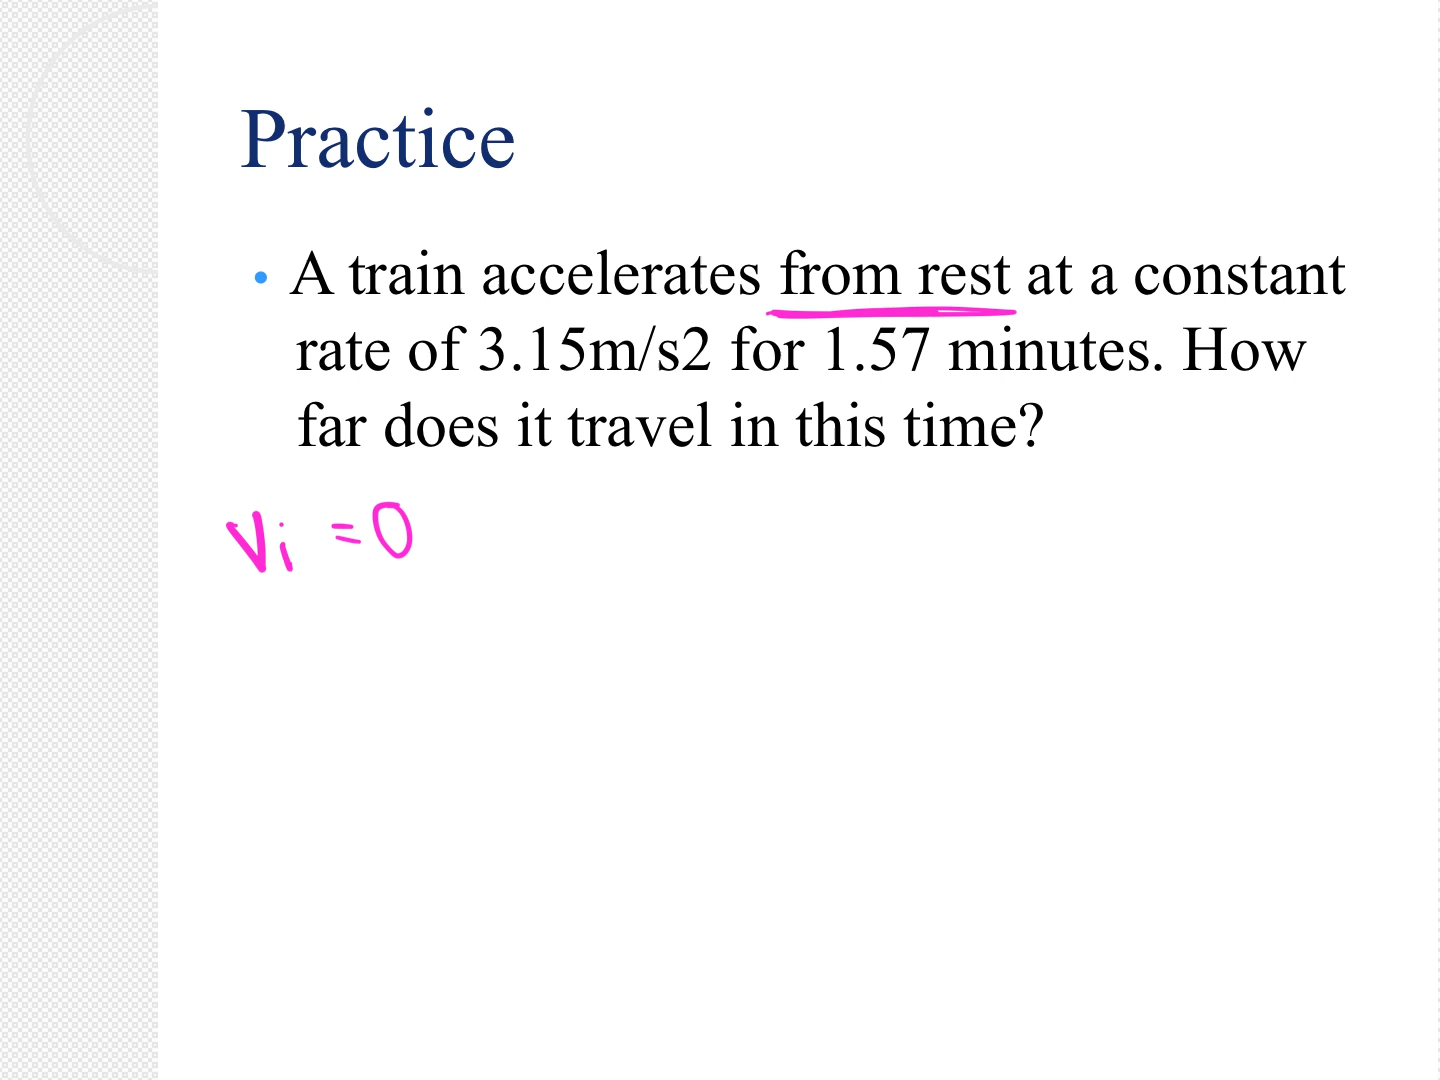 Practice
• A train accelerates from rest at a constant
rate of 3.15m/s2 for 1.57 minutes. How
far does it travel in this time?
Vi = 0